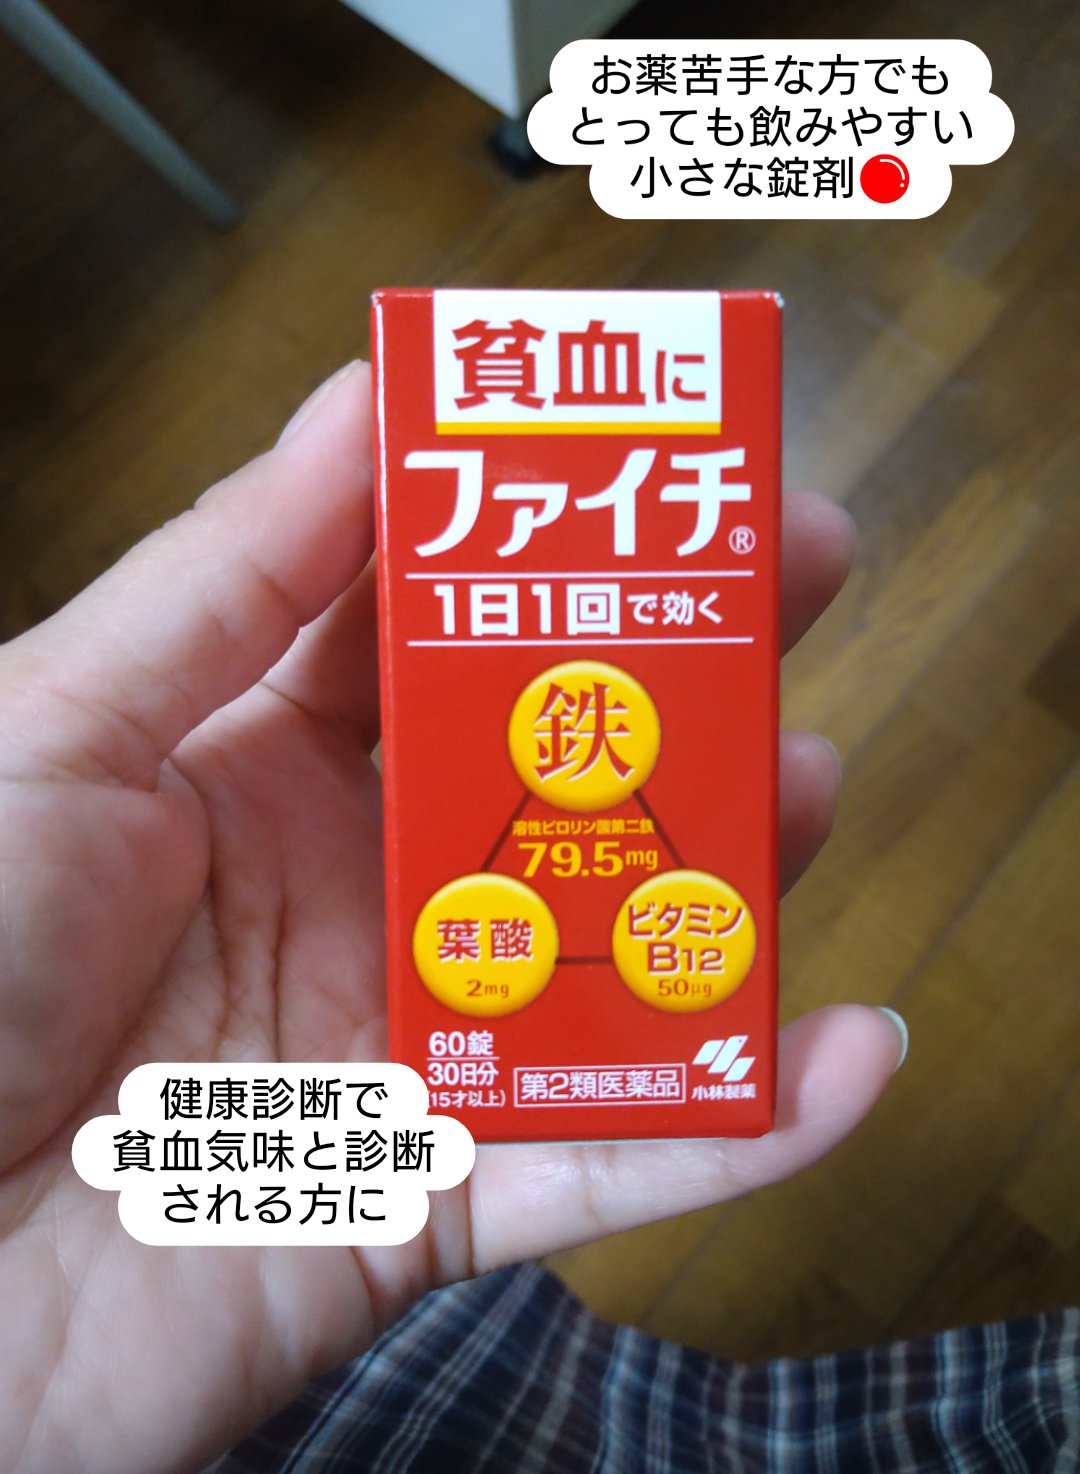 お薬苦手な方でも
とっても飲みやすい
小さな錠剤
貧血に
ファイチ®
1日1回で効く
鉄
溶性ピロリン酸第二鉄
79.5mg
葉酸
2mg
ビタミン
B12
50μg
60錠
30日分
(15才以上)
第2類医薬品
小林製薬
健康診断で
貧血気味と診断
される方に